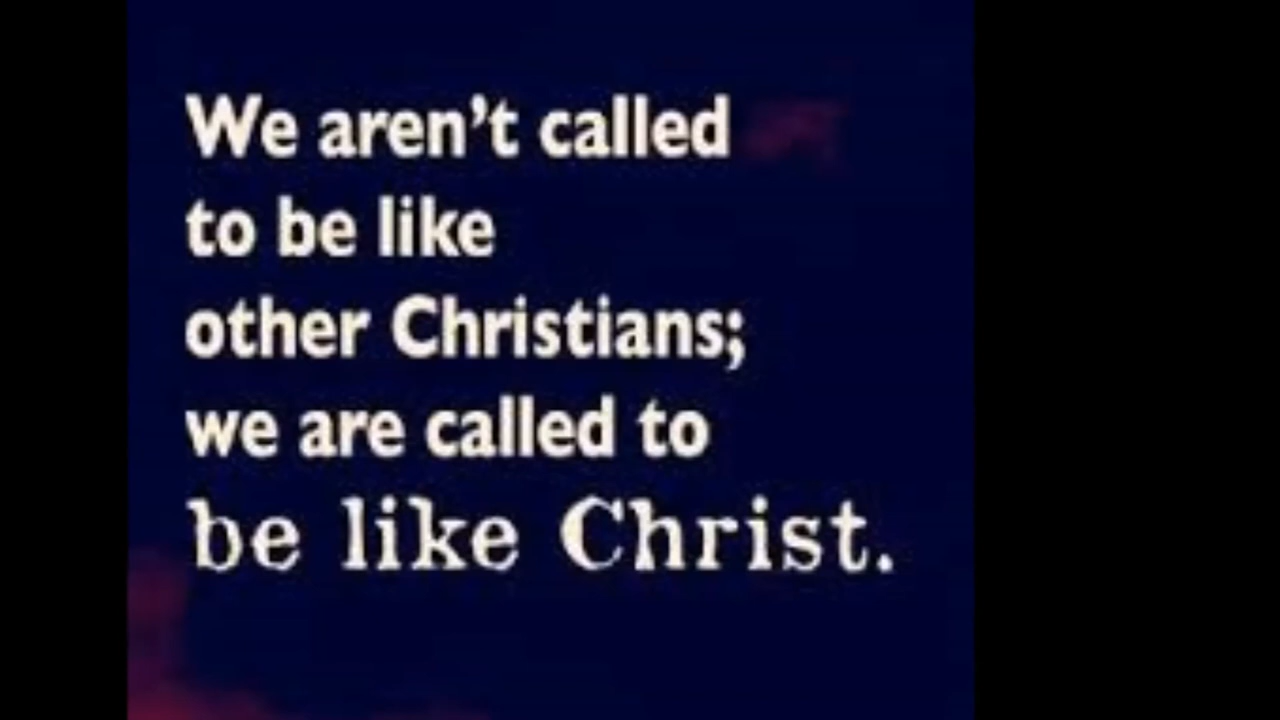 We aren’t called
to be like
other Christians;
we are called to
be like Christ.